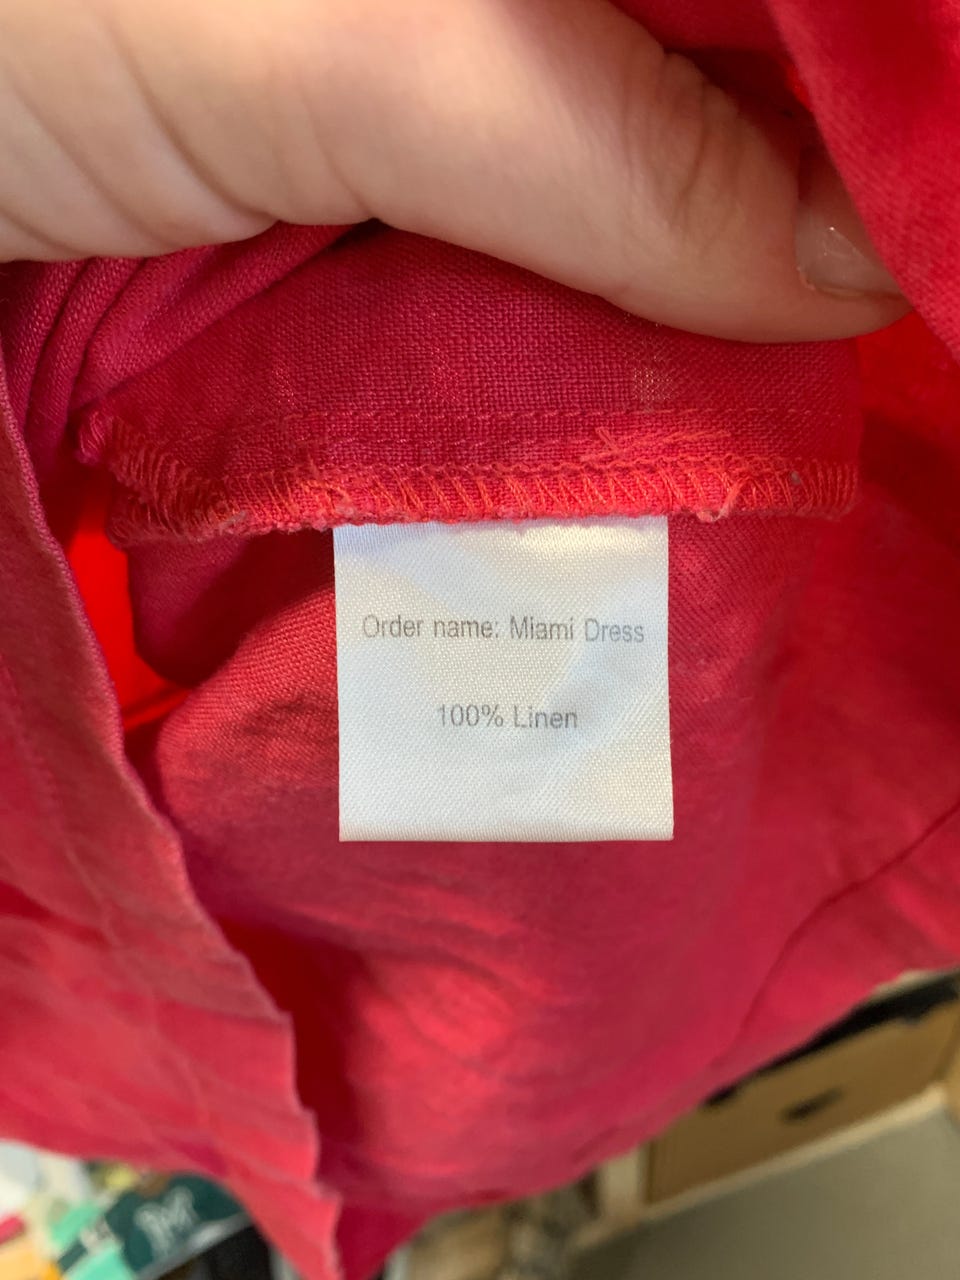 Order name: Miami Dress
100% Linen